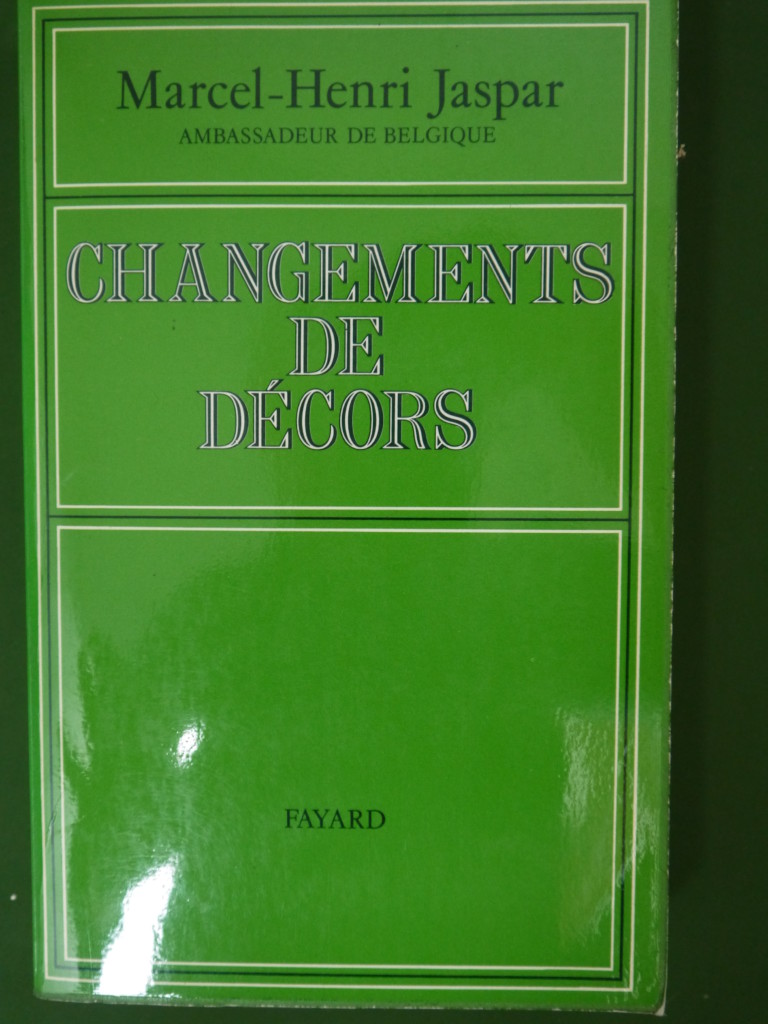 Marcel-Henri Jaspar
AMBASSADEUR DE BELGIQUE
CHANGEMENTS
DE
DÉCORS
FAYARD